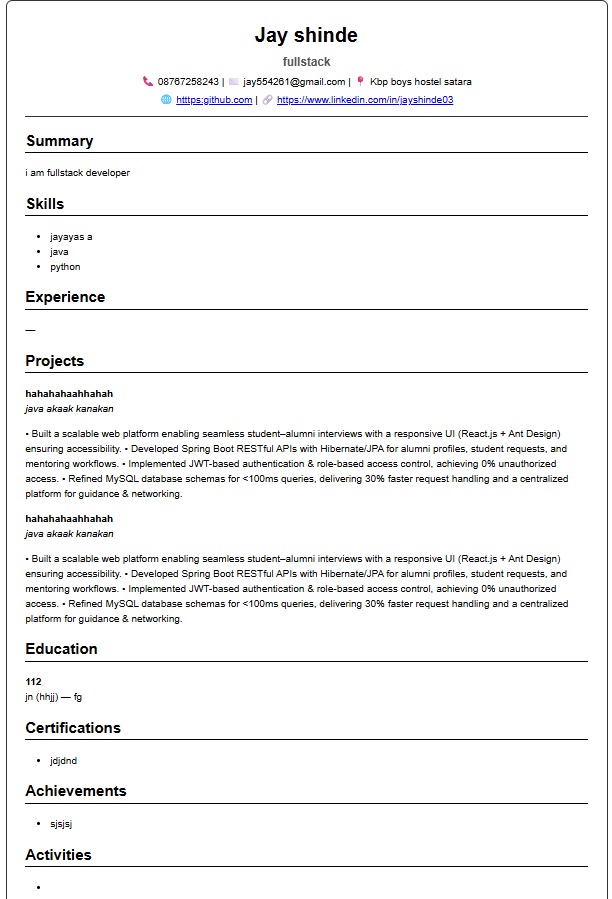 Jay shinde
fullstack
📞 08767258243 | 📧 jay554261@gmail.com | 📍 Kbp boys hostel satara
🌐 htttps:github.com | 🔗 https://www.linkedin.com/in/jayshinde03
Summary
i am fullstack developer
Skills
• jayayas a
• java
• python
Experience
—
Projects
hahahahaahhahah
java akaak kanakan
• Built a scalable web platform enabling seamless student–alumni interviews with a responsive UI (React.js + Ant Design)
ensuring accessibility. • Developed Spring Boot RESTful APIs with Hibernate/JPA for alumni profiles, student requests, and
mentoring workflows. • Implemented JWT-based authentication & role-based access control, achieving 0% unauthorized
access. • Refined MySQL database schemas for <100ms queries, delivering 30% faster request handling and a centralized
platform for guidance & networking.
hahahahaahhahah
java akaak kanakan
• Built a scalable web platform enabling seamless student–alumni interviews with a responsive UI (React.js + Ant Design)
ensuring accessibility. • Developed Spring Boot RESTful APIs with Hibernate/JPA for alumni profiles, student requests, and
mentoring workflows. • Implemented JWT-based authentication & role-based access control, achieving 0% unauthorized
access. • Refined MySQL database schemas for <100ms queries, delivering 30% faster request handling and a centralized
platform for guidance & networking.
Education
112
jn (hhjj) — fg
Certifications
• jdjdnd
Achievements
• sjsjsj
Activities
•